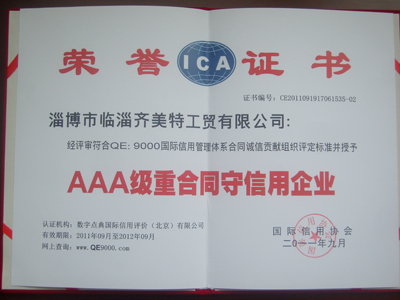 荣誉 ICA 证书
证书编号：CE2011091917061535-02
淄博市临淄齐美特工贸有限公司：
经评审符合QE：9000国际信用管理体系合同诚信贡献组织评定标准并授予
AAA级重合同守信用企业
认证机构：数字点典国际信用评价（北京）有限公司
有效期限：2011年09月至2012年09月
网上查询：www.QE9000.com
国际信用协会
二〇一一年九月